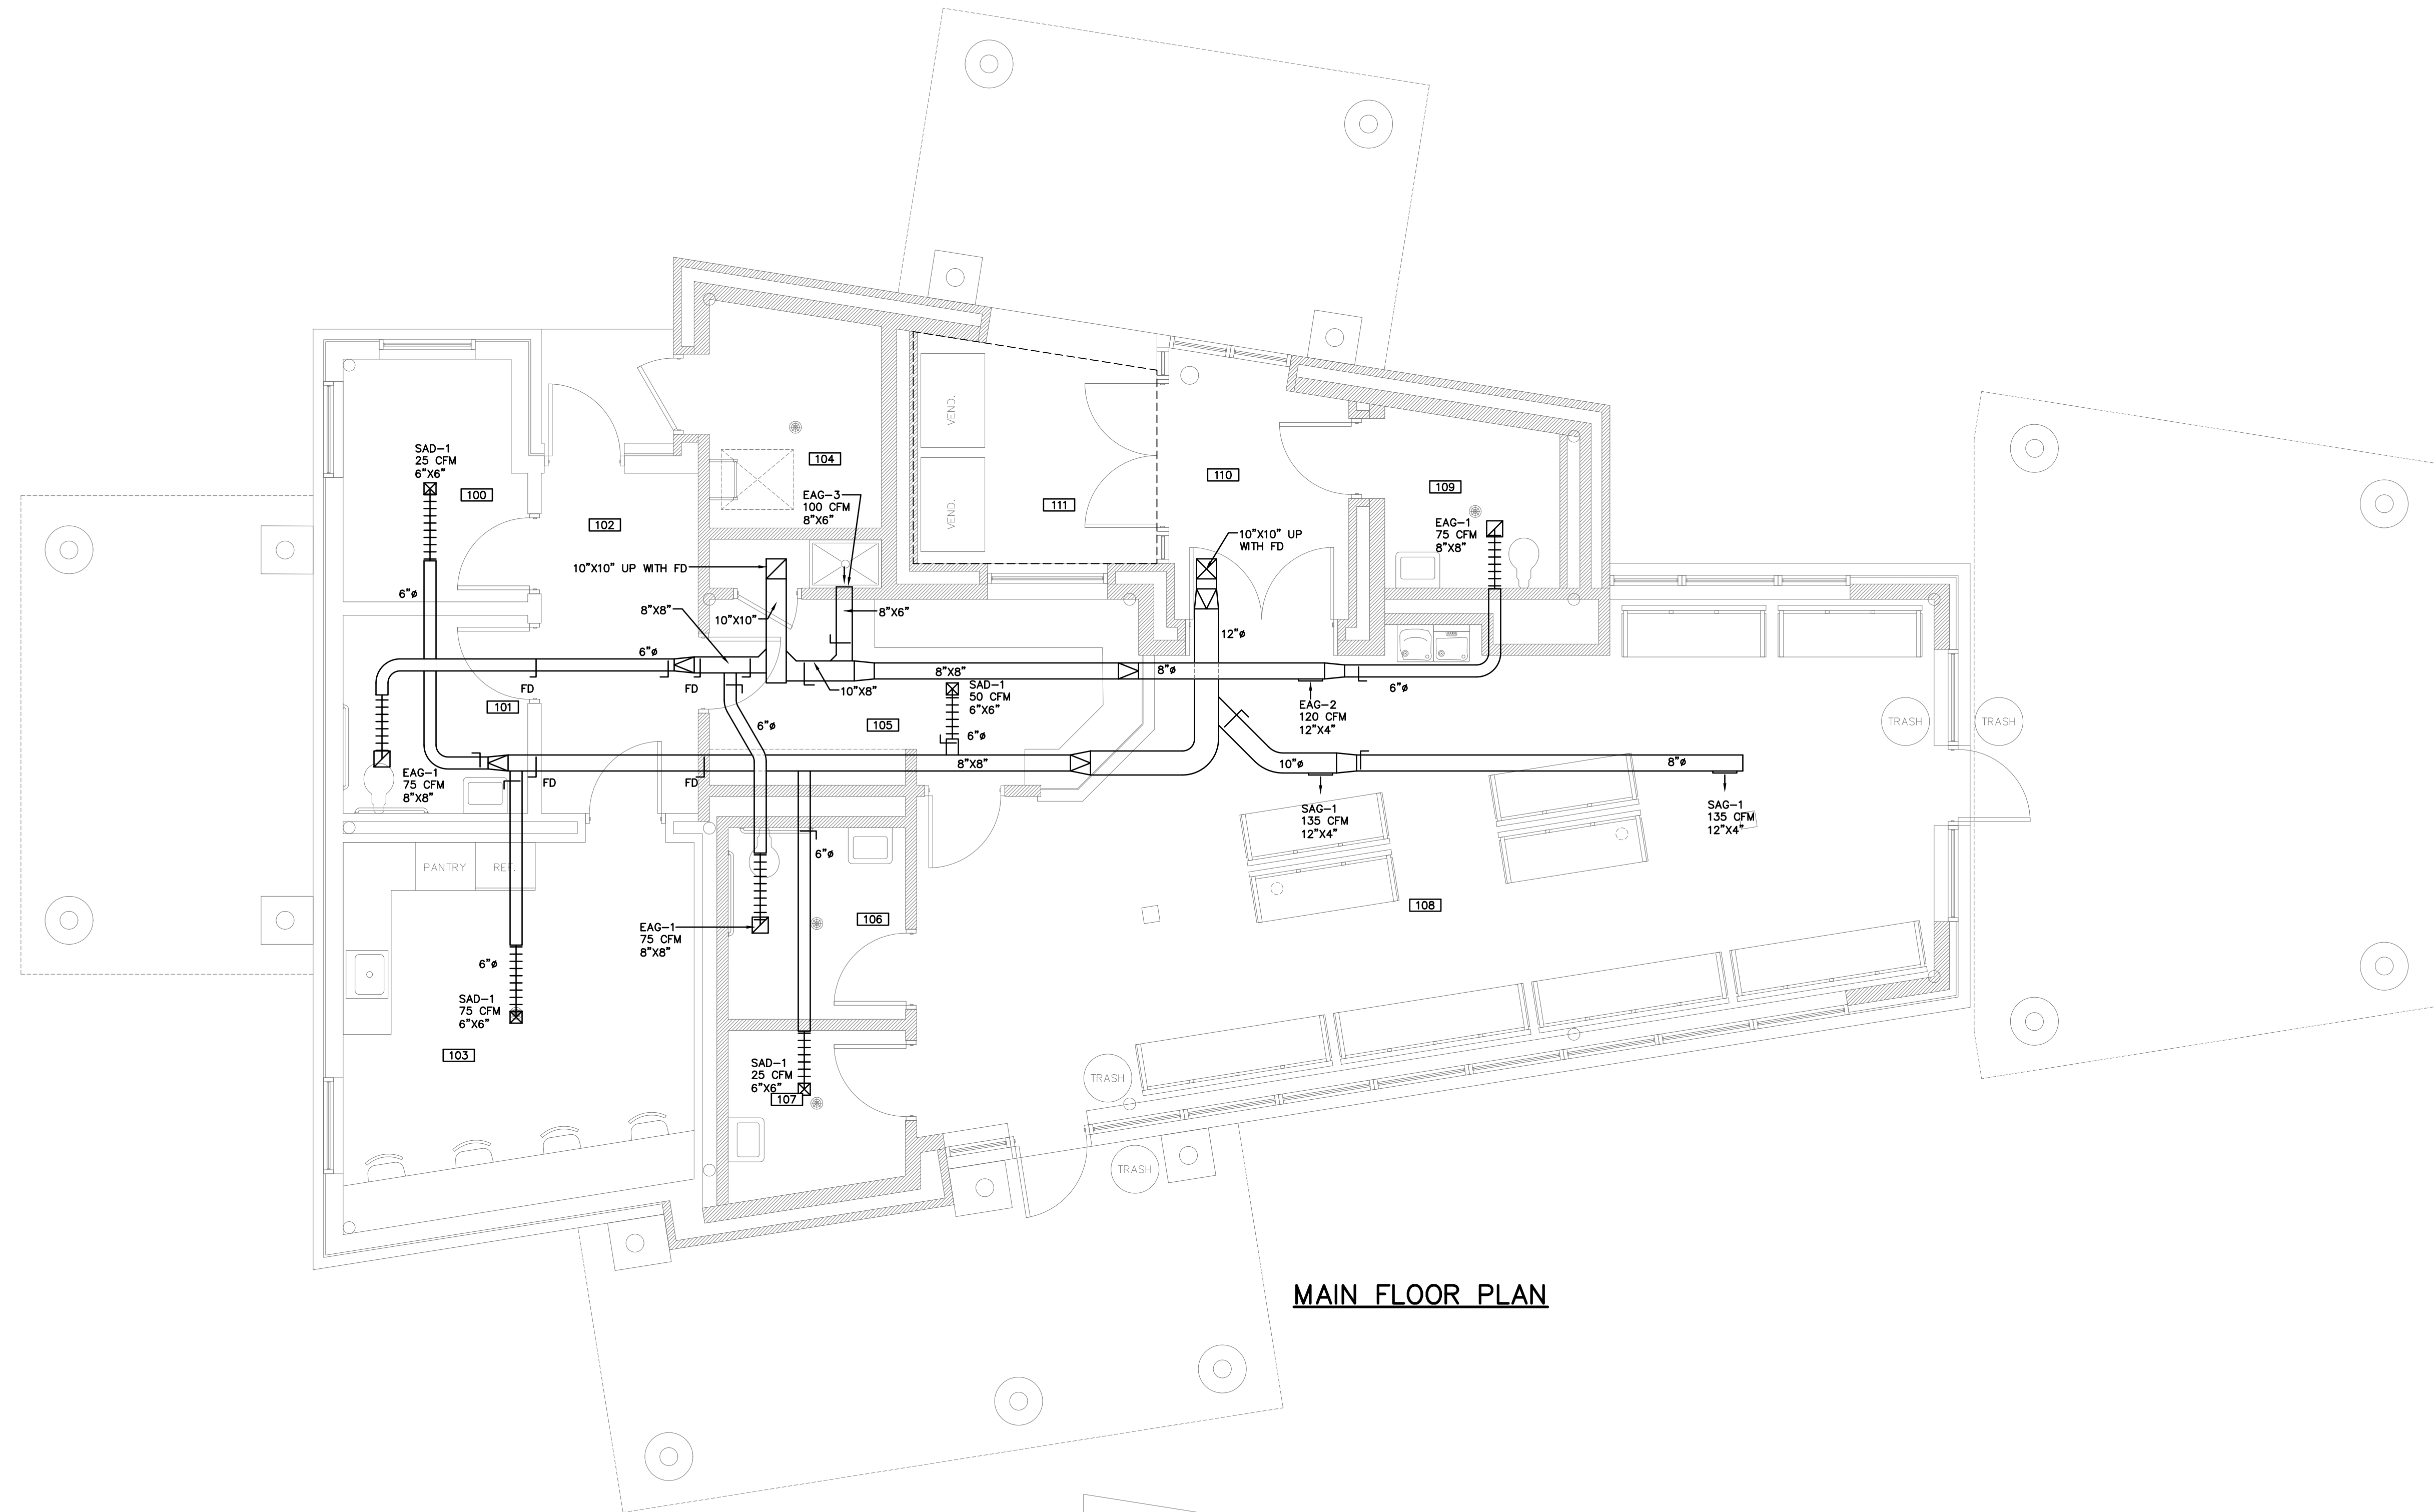 VEND.
SAD-1
25 CFM
6"X6"
100
104
102
EAG-3
100 CFM
8"X6"
VEND.
111
110
109
EAG-1
75 CFM
8"X8"
10"X10" UP
WITH FD
10"X10" UP WITH FD
6"ø
8"X8"
10"X10"
8"X6"
12"ø
6"ø
8"X8"
8"ø
FD
FD
10"X8"
SAD-1
50 CFM
6"X6"
6"ø
101
105
6"ø
6"ø
EAG-2
120 CFM
12"X4"
TRASH
TRASH
8"X8"
10"ø
8"ø
EAG-1
75 CFM
8"X8"
FD
FD
SAG-1
135 CFM
12"X4"
SAG-1
135 CFM
12"X4"
PANTRY
REF.
6"ø
EAG-1
75 CFM
8"X8"
106
108
6"ø
SAD-1
75 CFM
6"X6"
103
SAD-1
25 CFM
6"X6"
107
TRASH
TRASH
MAIN FLOOR PLAN